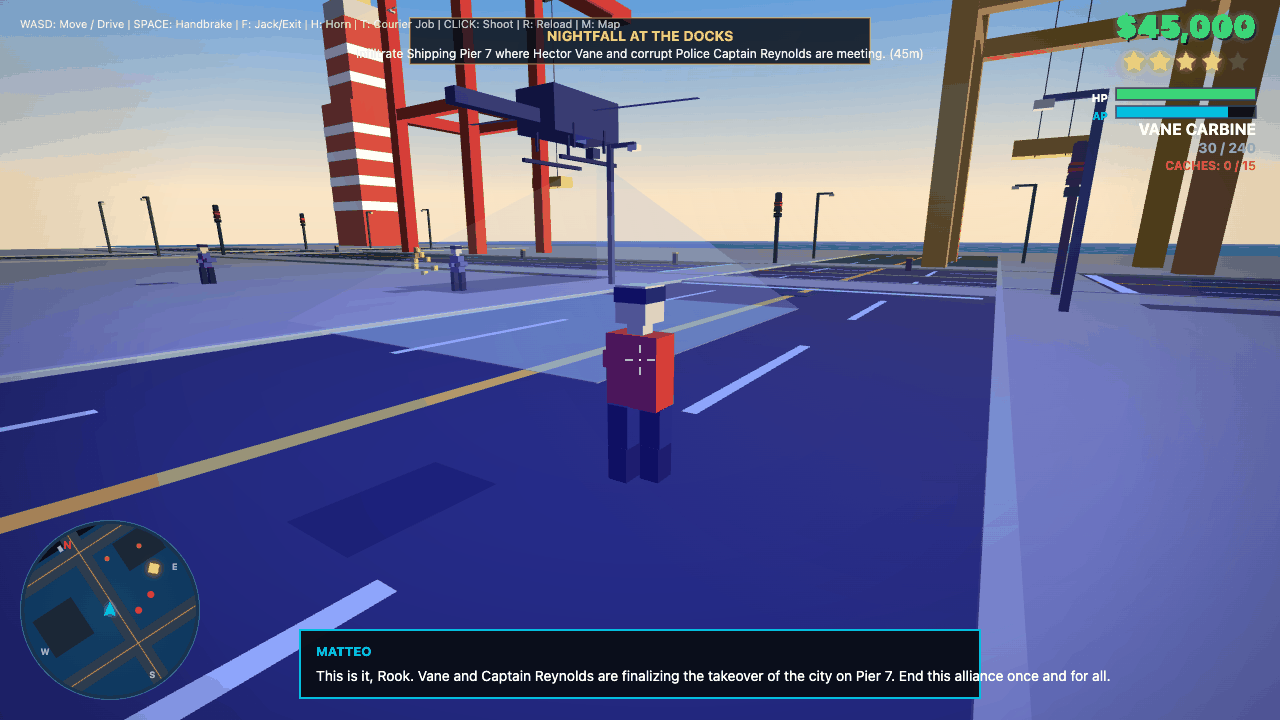 WASD: Move / Drive | SPACE: Handbrake | F: Jack/Exit | H: Horn | T: Courier Job | CLICK: Shoot | R: Reload | M: Map
NIGHTFALL AT THE DOCKS
Infiltrate Shipping Pier 7 where Hector Vane and corrupt Police Captain Reynolds are meeting. (45m)
$45,000
HP
AP
VANE CARBINE
30 / 240
CACHES: 0 / 15
N
E
W
S
MATTEO
This is it, Rook. Vane and Captain Reynolds are finalizing the takeover of the city on Pier 7. End this alliance once and for all.